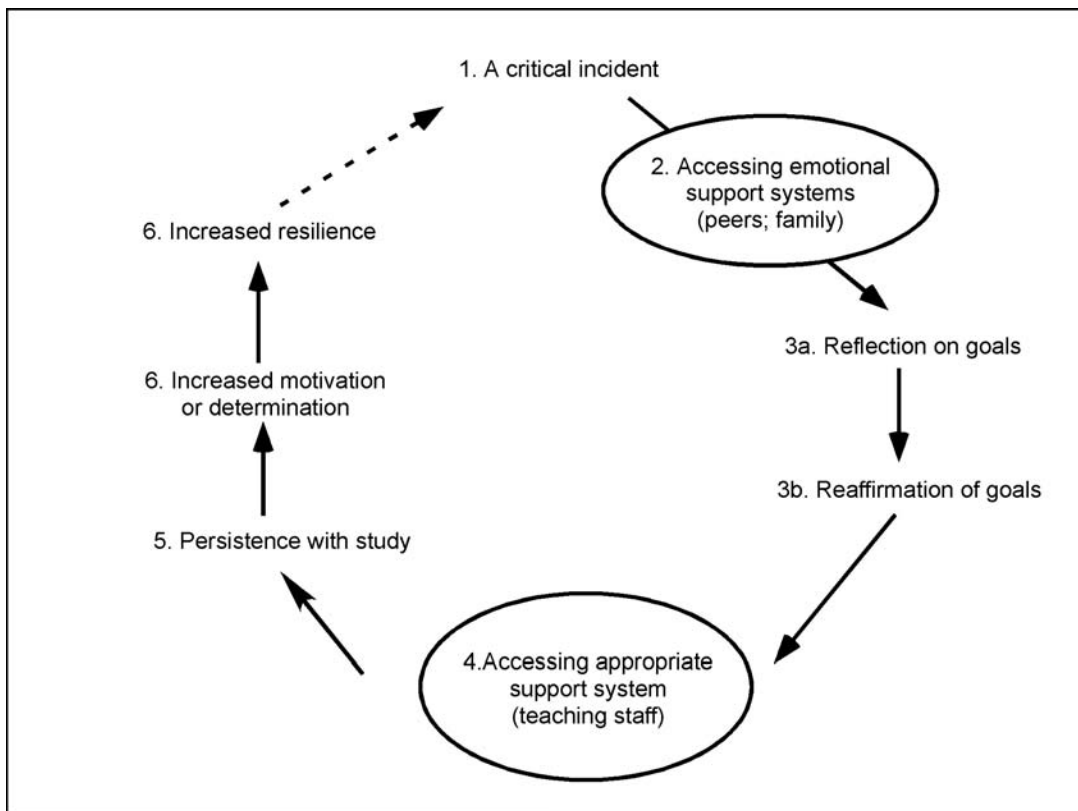 1. A critical incident
2. Accessing emotional
support systems
(peers; family)
3a. Reflection on goals
3b. Reaffirmation of goals
4.Accessing appropriate
support system
(teaching staff)
5. Persistence with study
6. Increased motivation
or determination
6. Increased resilience